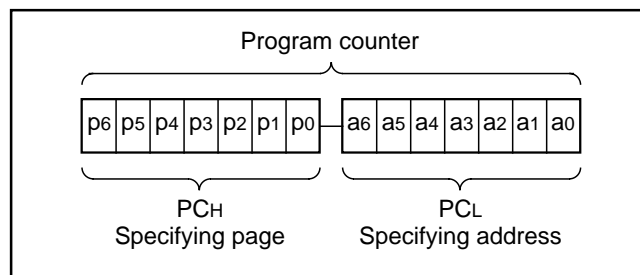 Program counter
p6 p5 p4 p3 p2 p1 p0 a6 a5 a4 a3 a2 a1 a0
PCH PCL
Specifying page Specifying address